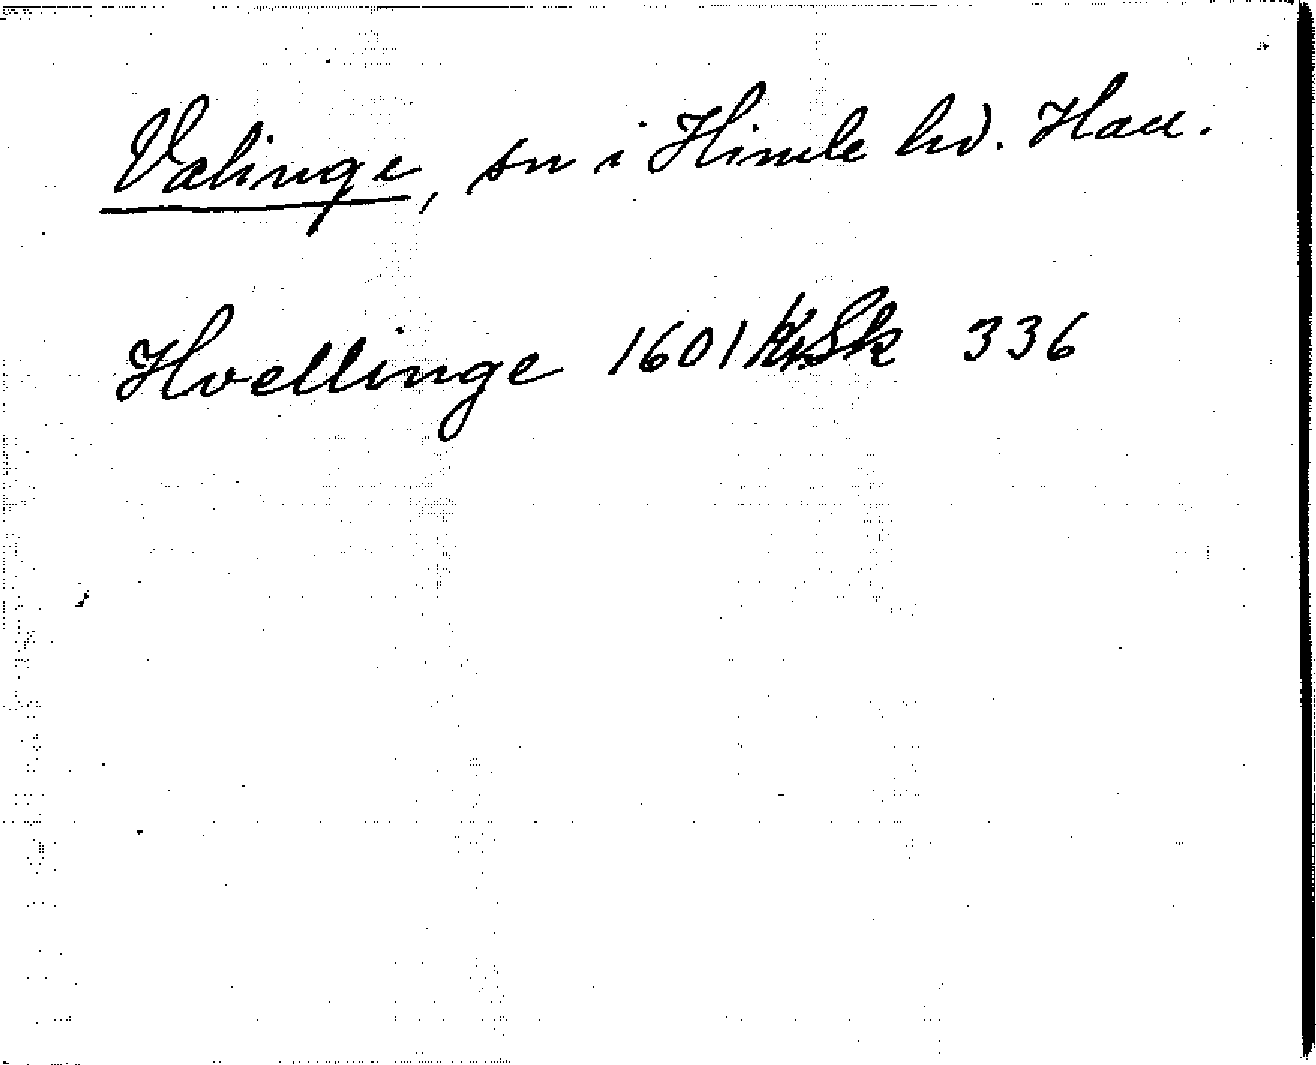 Valinge, sn i Himle hd. Hall.
Hvellinge 1601 KrSk 336